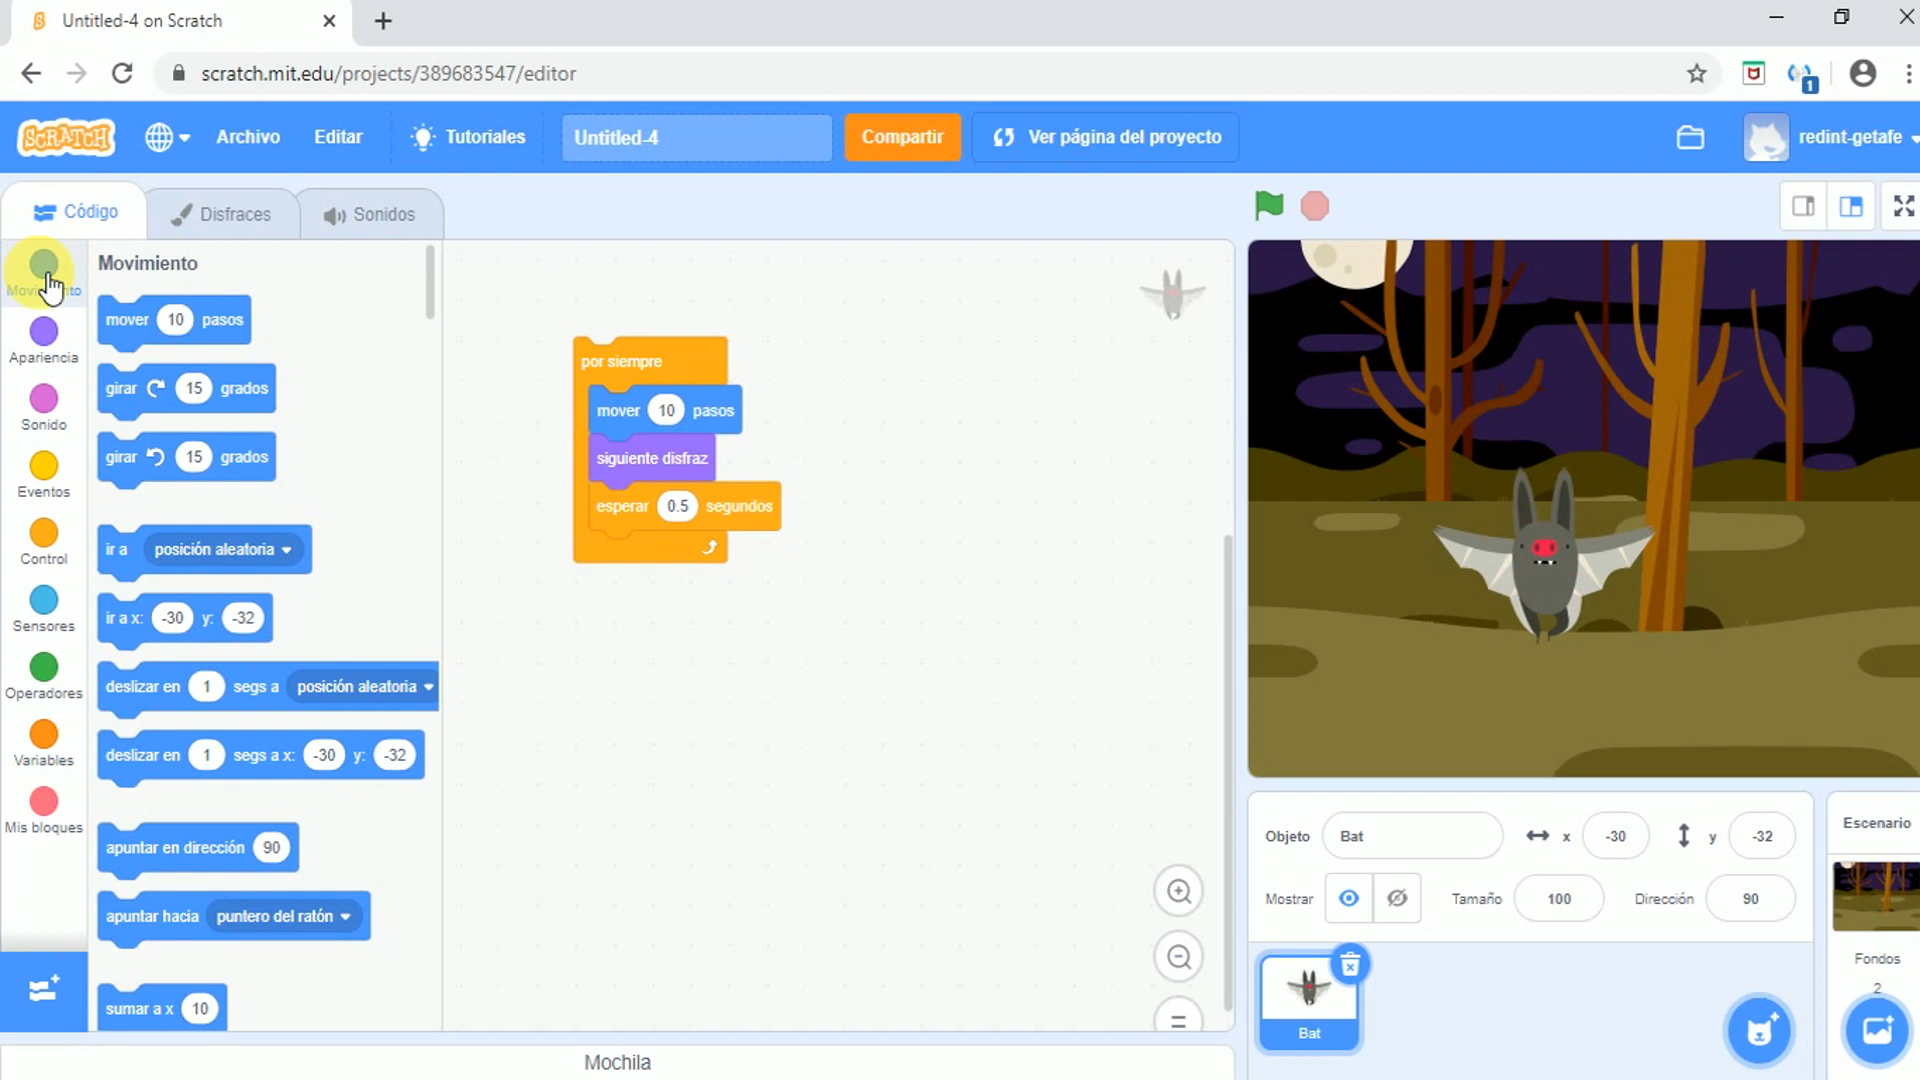 Untitled-4 on Scratch
scratch.mit.edu/projects/389683547/editor
1
SCRATCH
Archivo
Editar
Tutoriales
Untitled-4
Compartir
Ver página del proyecto
redint-getafe
Código
Disfraces
Sonidos
Movimiento
Apariencia
Sonido
Eventos
Control
Sensores
Operadores
Variables
Mis bloques
Movimiento
mover 10 pasos
girar 15 grados
girar 15 grados
ir a posición aleatoria
ir a x: -30 y: -32
deslizar en 1 segs a posición aleatoria
deslizar en 1 segs a x: -30 y: -32
apuntar en dirección 90
apuntar hacia puntero del ratón
sumar a x 10
por siempre
mover 10 pasos
siguiente disfraz
esperar 0.5 segundos
Mochila
Objeto Bat x -30 y -32
Mostrar Tamaño 100 Dirección 90
Bat
Escenario
Fondos
2